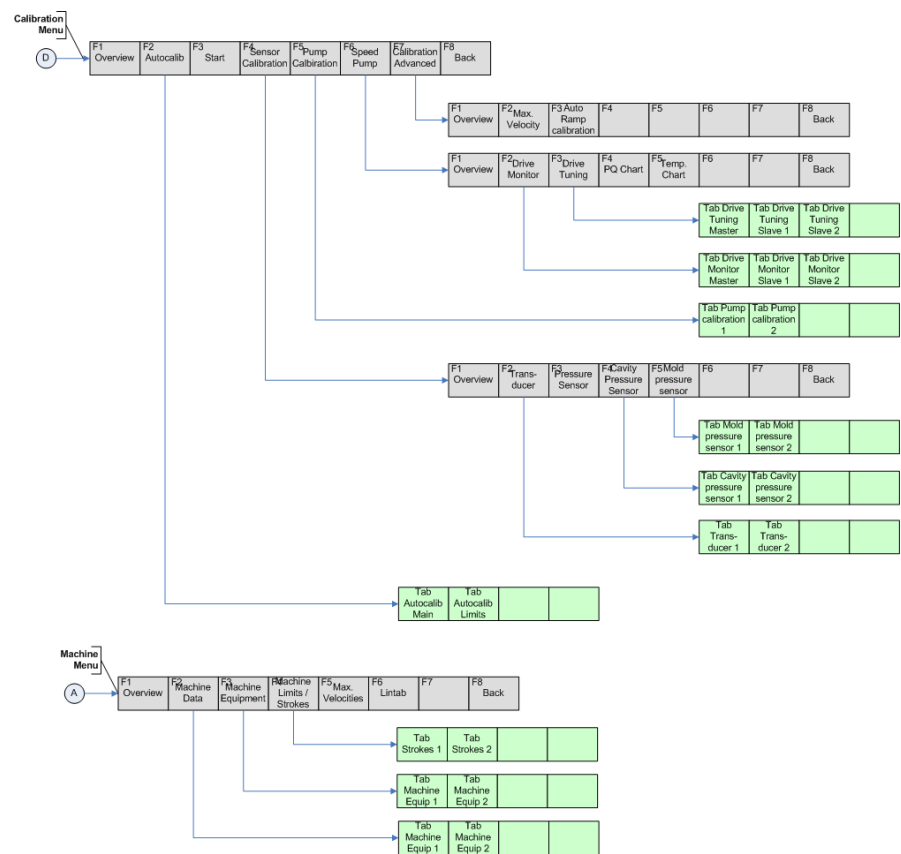 Calibration
Menu
D
F1
Overview
F2
Autocalib
F3
Start
F4
Sensor
Calibration
F5
Pump
Calbiration
F6
Speed
Pump
F7
Calibration
Advanced
F8
Back
F1
Overview
F2
Max.
Velocity
F3
Auto
Ramp
calibration
F4
F5
F6
F7
F8
Back
F1
Overview
F2
Drive
Monitor
F3
Drive
Tuning
F4
PQ Chart
F5
Temp.
Chart
F6
F7
F8
Back
Tab Drive
Tuning
Master
Tab Drive
Tuning
Slave 1
Tab Drive
Tuning
Slave 2
Tab Drive
Monitor
Master
Tab Drive
Monitor
Slave 1
Tab Drive
Monitor
Slave 2
Tab Pump
calibration
1
Tab Pump
calibration
2
F1
Overview
F2
Trans-
ducer
F3
Pressure
Sensor
F4
Cavity
Pressure
Sensor
F5
Mold
pressure
sensor
F6
F7
F8
Back
Tab Mold
pressure
sensor 1
Tab Mold
pressure
sensor 2
Tab Cavity
pressure
sensor 1
Tab Cavity
pressure
sensor 2
Tab
Trans-
ducer 1
Tab
Trans-
ducer 2
Tab
Autocalib
Main
Tab
Autocalib
Limits
Machine
Menu
A
F1
Overview
F2
Machine
Data
F3
Machine
Equipment
F4
Machine
Limits /
Strokes
F5
Max.
Velocities
F6
Lintab
F7
F8
Back
Tab
Strokes 1
Tab
Strokes 2
Tab
Machine
Equip 1
Tab
Machine
Equip 2
Tab
Machine
Equip 1
Tab
Machine
Equip 2